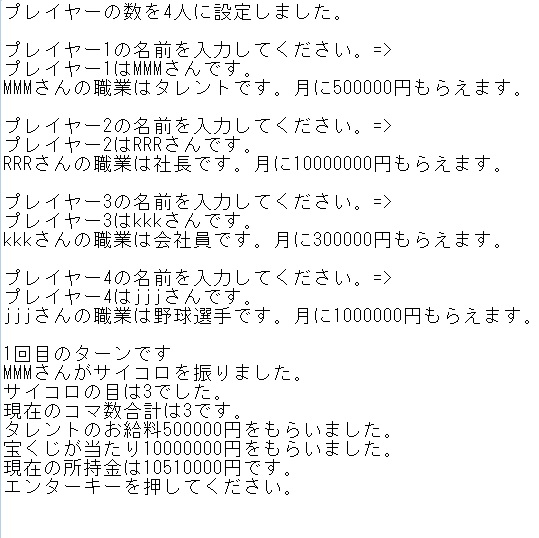 プレイヤーの数を4人に設定しました。
プレイヤー1の名前を入力してください。=>
プレイヤー1はMMMさんです。
MMMさんの職業はタレントです。月に500000円もらえます。
プレイヤー2の名前を入力してください。=>
プレイヤー2はRRRさんです。
RRRさんの職業は社長です。月に10000000円もらえます。
プレイヤー3の名前を入力してください。=>
プレイヤー3はkkkさんです。
kkkさんの職業は会社員です。月に300000円もらえます。
プレイヤー4の名前を入力してください。=>
プレイヤー4はjjjさんです。
jjjさんの職業は野球選手です。月に1000000円もらえます。
1回目のターンです
MMMさんがサイコロを振りました。
サイコロの目は3でした。
現在のコマ数合計は3です。
タレントのお給料500000円をもらいました。
宝くじが当たり10000000円をもらいました。
現在の所持金は10510000円です。
エンターキーを押してください。